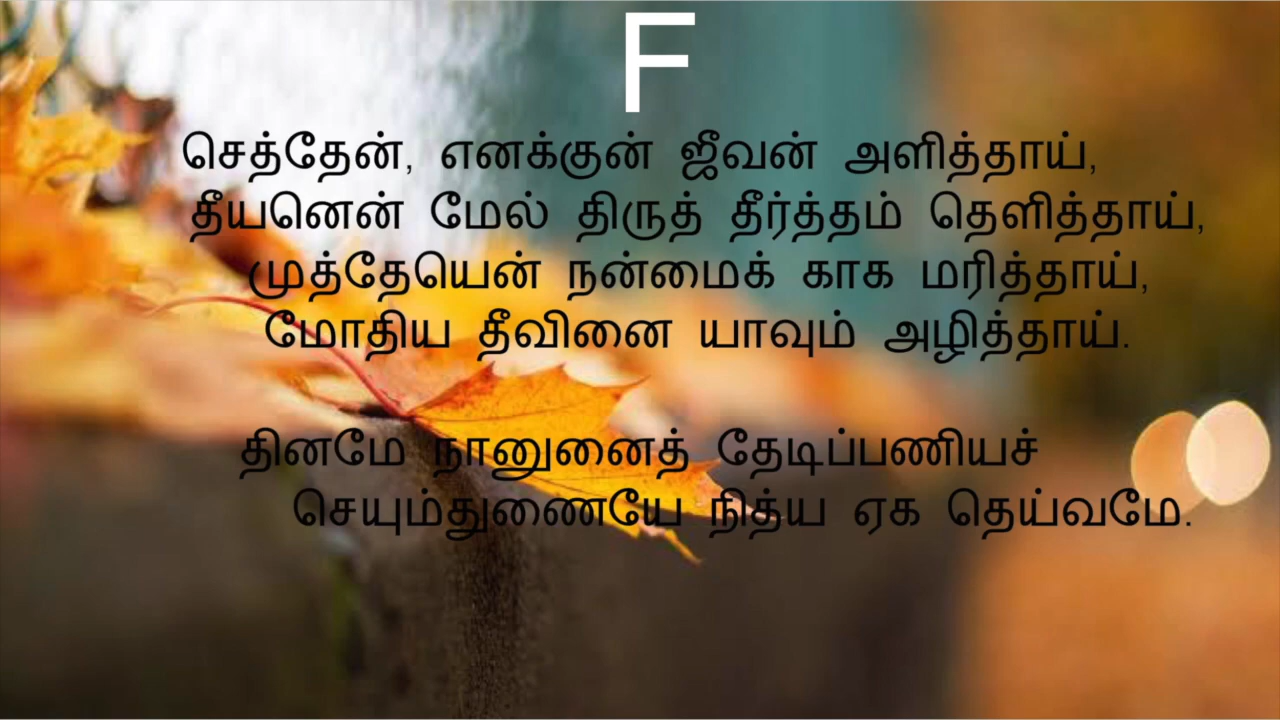 F
செத்தேன், எனக்குன் ஜீவன் அளித்தாய்,
தீயனென் மேல் திருத் தீர்த்தம் தெளித்தாய்,
முத்தேயென் நன்மைக் காக மரித்தாய்,
மோதிய தீவினை யாவும் அழித்தாய்.
தினமே நானுனைத் தேடிப்பணியச்
செயும்துணையே நித்ய ஏக தெய்வமே.